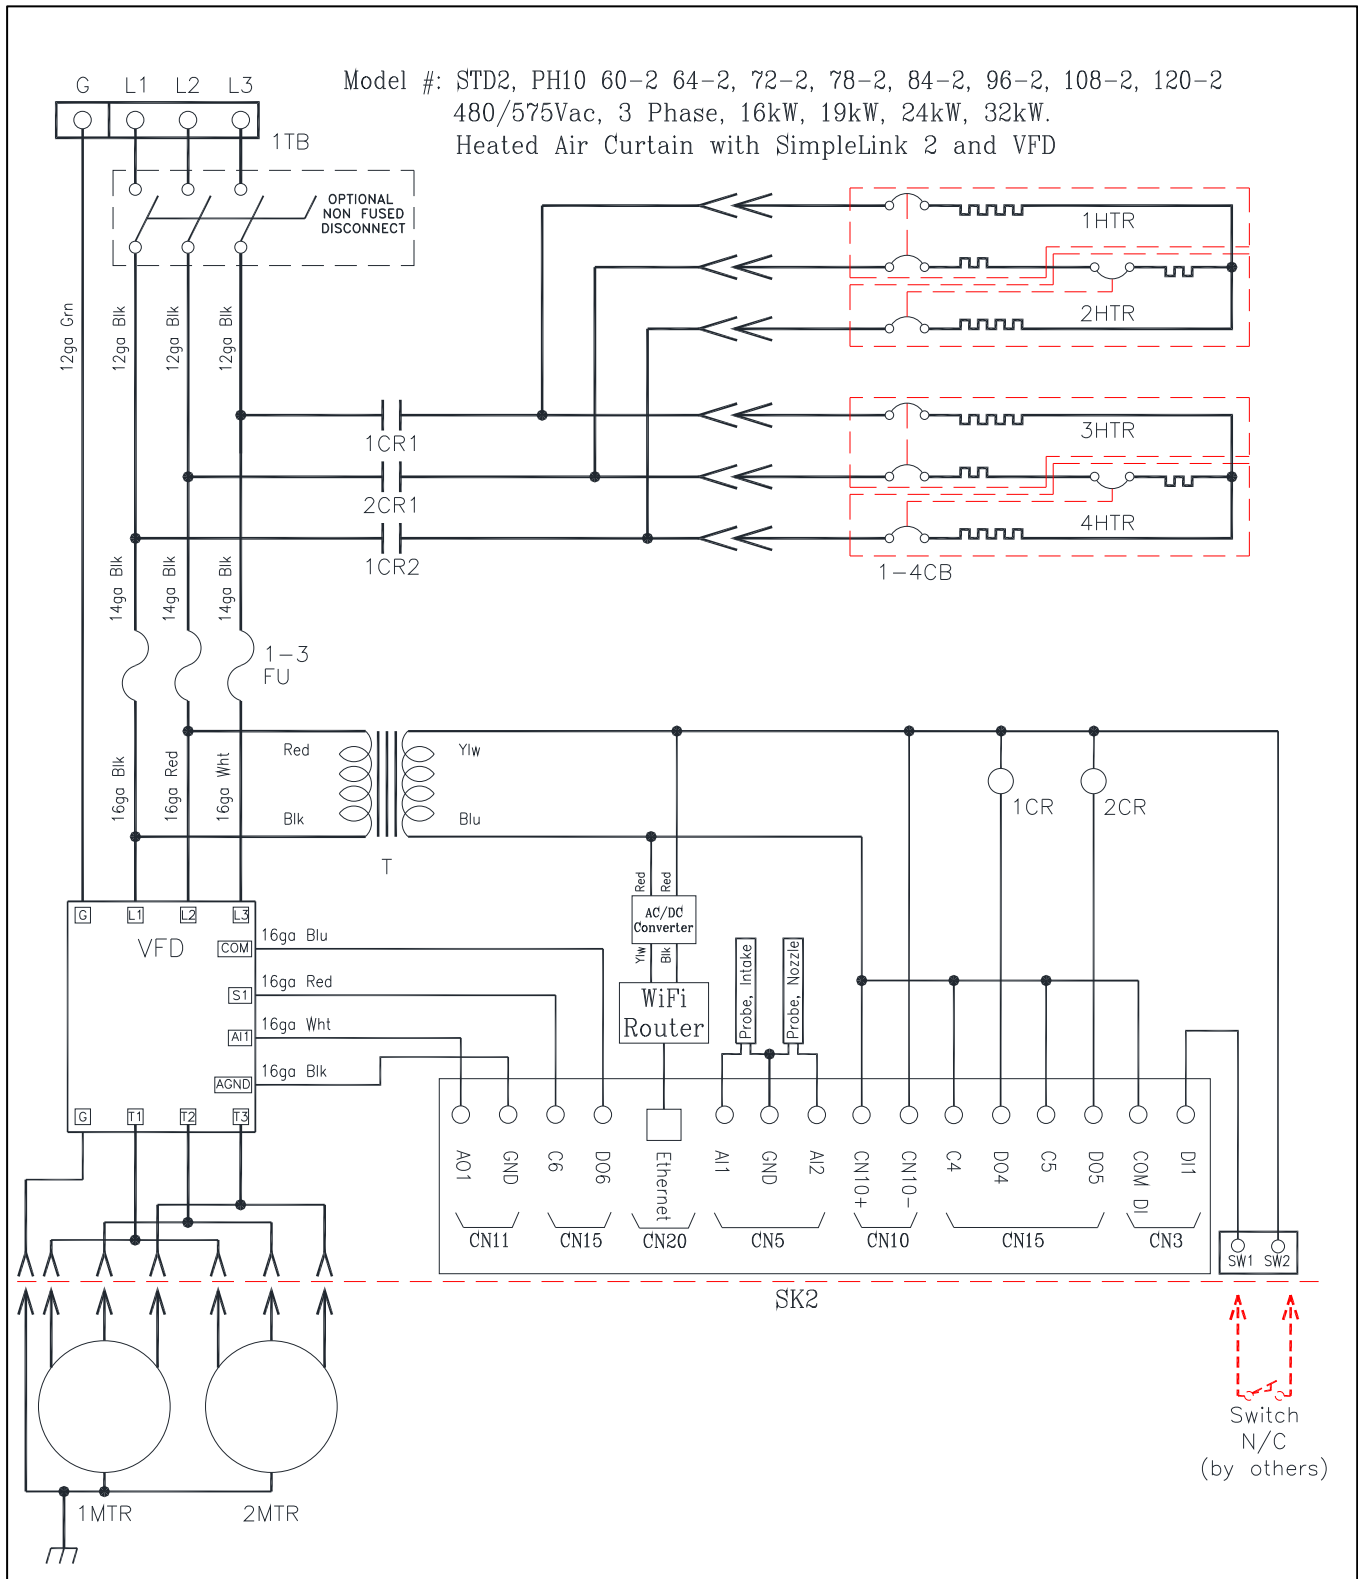 G L1 L2 L3
Model #: STD2, PH10 60-2 64-2, 72-2, 78-2, 84-2, 96-2, 108-2, 120-2
480/575Vac, 3 Phase, 16kW, 19kW, 24kW, 32kW.
Heated Air Curtain with SimpleLink 2 and VFD
1TB
OPTIONAL
NON FUSED
DISCONNECT
12ga Grn
12ga Blk
12ga Blk
12ga Blk
1HTR
2HTR
3HTR
4HTR
1-4CB
1CR1
2CR1
1CR2
14ga Blk
14ga Blk
14ga Blk
1-3
FU
16ga Blk
16ga Red
16ga Wht
Red
Blk
T
Ylw
Blu
1CR
2CR
Red
Red
AC/DC
Converter
Ylw
Blk
WiFi
Router
Probe, Intake
Probe, Nozzle
G L1 L2 L3
VFD
COM
S1
AI1
AGND
G T1 T2 T3
16ga Blu
16ga Red
16ga Wht
16ga Blk
AO1
GND
C6
DO6
Ethernet
AI1
GND
AI2
CN10+
CN10-
C4
DO4
C5
DO5
COM DI
DI1
CN11
CN15
CN20
CN5
CN10
CN15
CN3
SW1 SW2
SK2
Switch
N/C
(by others)
1MTR
2MTR